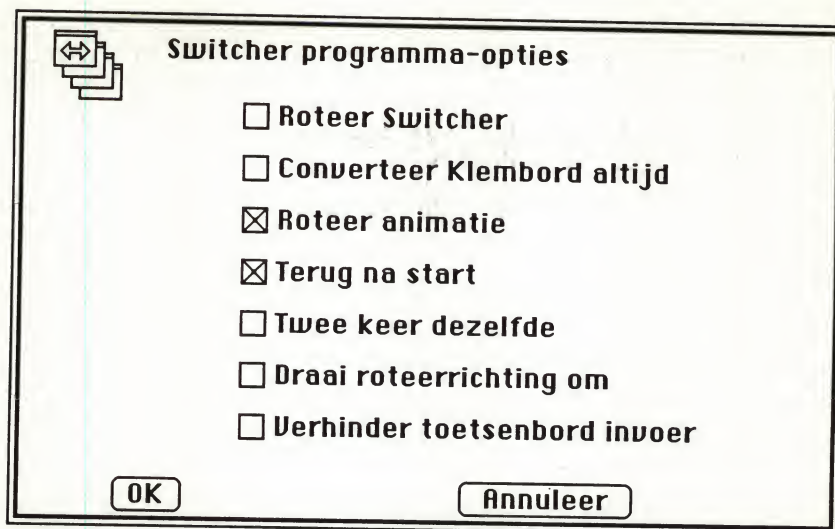 Switcher programma-opties
Roteer Switcher
Converteer Klembord altijd
Roteer animatie
Terug na start
Twee keer dezelfde
Draai roteerrichting om
Verhinder toetsenbord invoer
OK
Annuleer